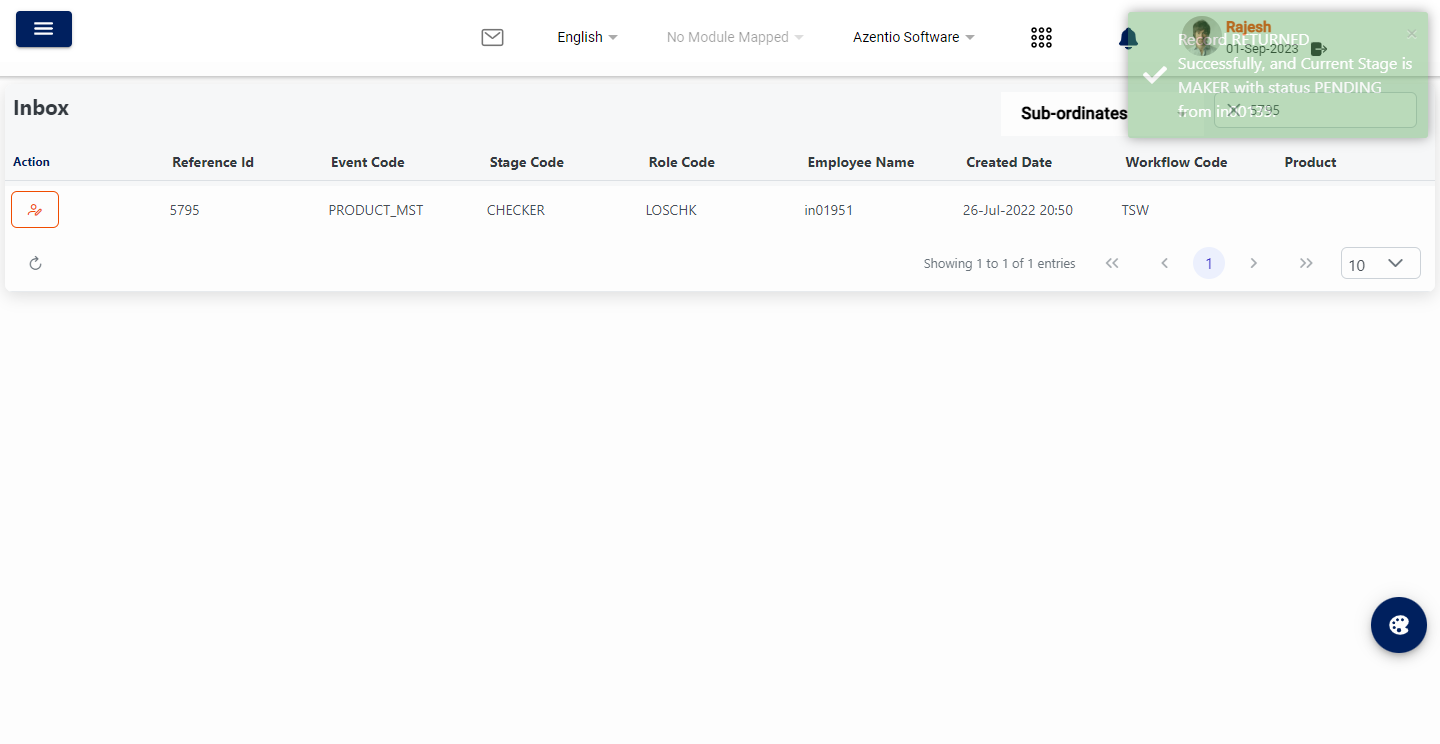 English
No Module Mapped
Azentio Software
Rajesh
01-Sep-2023
Record RETURNED
Successfully, and Current Stage is
MAKER with status PENDING
from
Inbox
Sub-ordinates
5795
Action Reference Id Event Code Stage Code Role Code Employee Name Created Date Workflow Code Product
5795 PRODUCT_MST CHECKER LOSCHK in01951 26-Jul-2022 20:50 TSW
Showing 1 to 1 of 1 entries
1
10